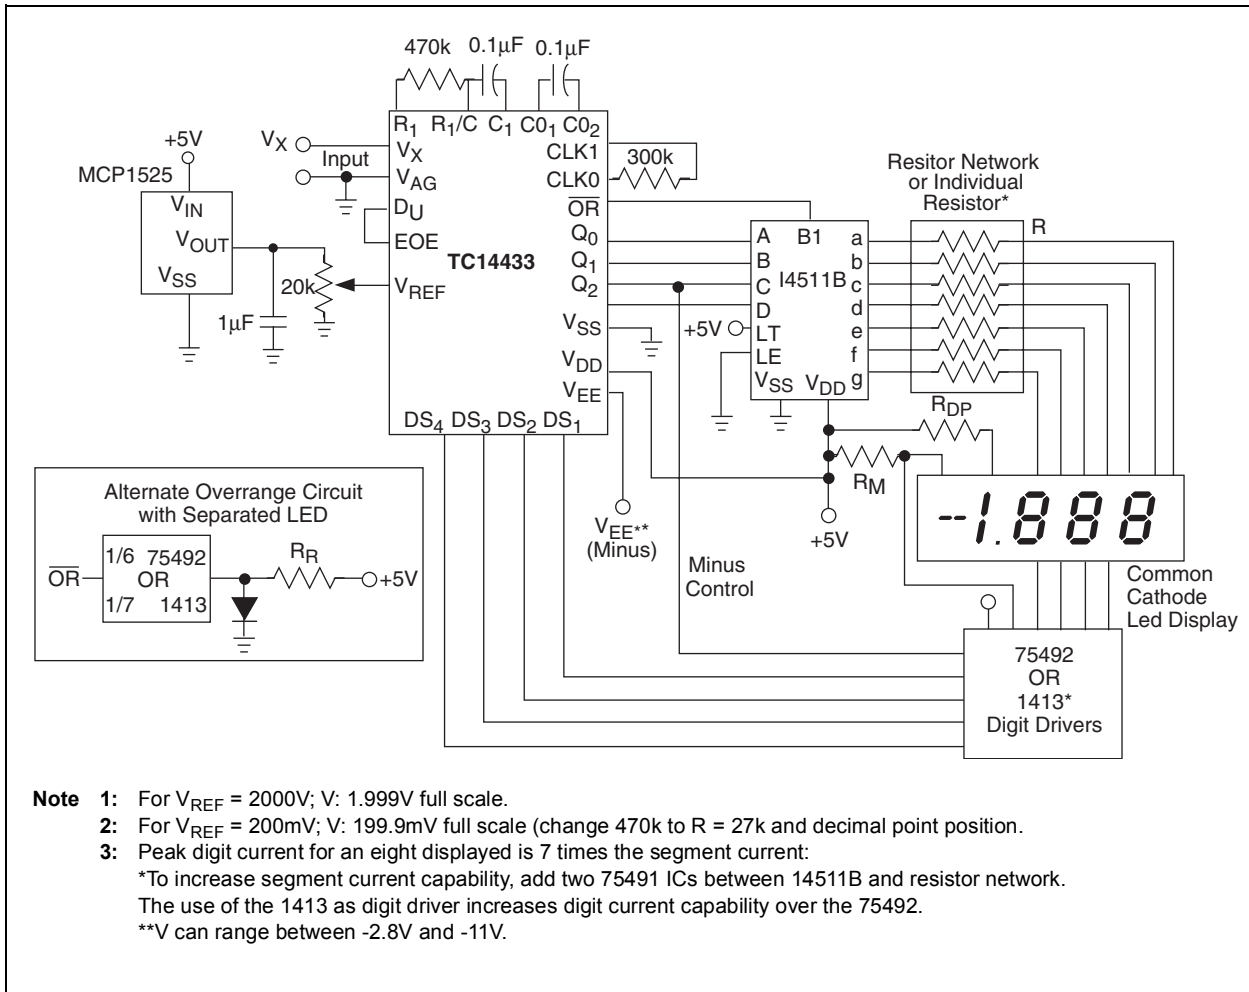 470k 0.1µF 0.1µF
R1 R1/C C1 C01 C02
VX
VX
Input
VAG
DU
EOE
TC14433
VREF
CLK1
CLK0
300k
OR
Q0
Q1
Q2
VSS
VDD
VEE
DS4 DS3 DS2 DS1
+5V
MCP1525
VIN
VOUT
VSS
20k
1µF
Resitor Network
or Individual
Resistor*
R
A B1 a
B b
C I4511B c
D d
+5V LT e
LE f
VSS VDD g
RDP
RM
+5V
VEE**
(Minus)
Minus
Control
-1.888
Common
Cathode
Led Display
75492
OR
1413*
Digit Drivers
Alternate Overrange Circuit
with Separated LED
OR
1/6 75492
OR
1/7 1413
RR
+5V
Note 1: For VREF = 2000V; V: 1.999V full scale.
2: For VREF = 200mV; V: 199.9mV full scale (change 470k to R = 27k and decimal point position.
3: Peak digit current for an eight displayed is 7 times the segment current:
*To increase segment current capability, add two 75491 ICs between 14511B and resistor network.
The use of the 1413 as digit driver increases digit current capability over the 75492.
**V can range between -2.8V and -11V.